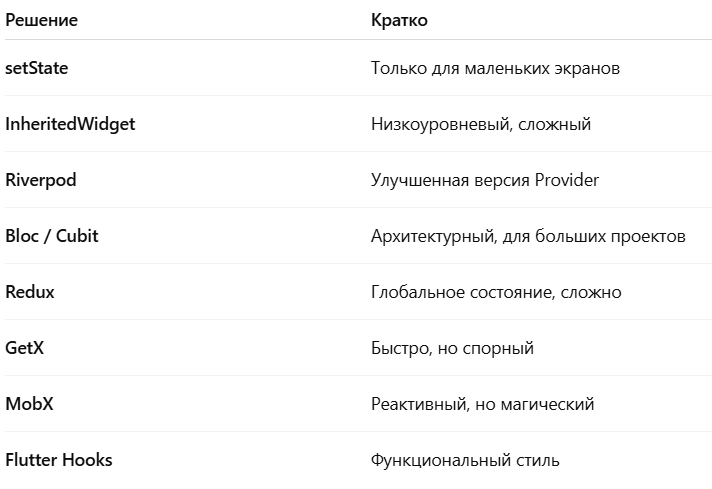 Решение Кратко
setState Только для маленьких экранов
InheritedWidget Низкоуровневый, сложный
Riverpod Улучшенная версия Provider
Bloc / Cubit Архитектурный, для больших проектов
Redux Глобальное состояние, сложно
GetX Быстро, но спорный
MobX Реактивный, но магический
Flutter Hooks Функциональный стиль